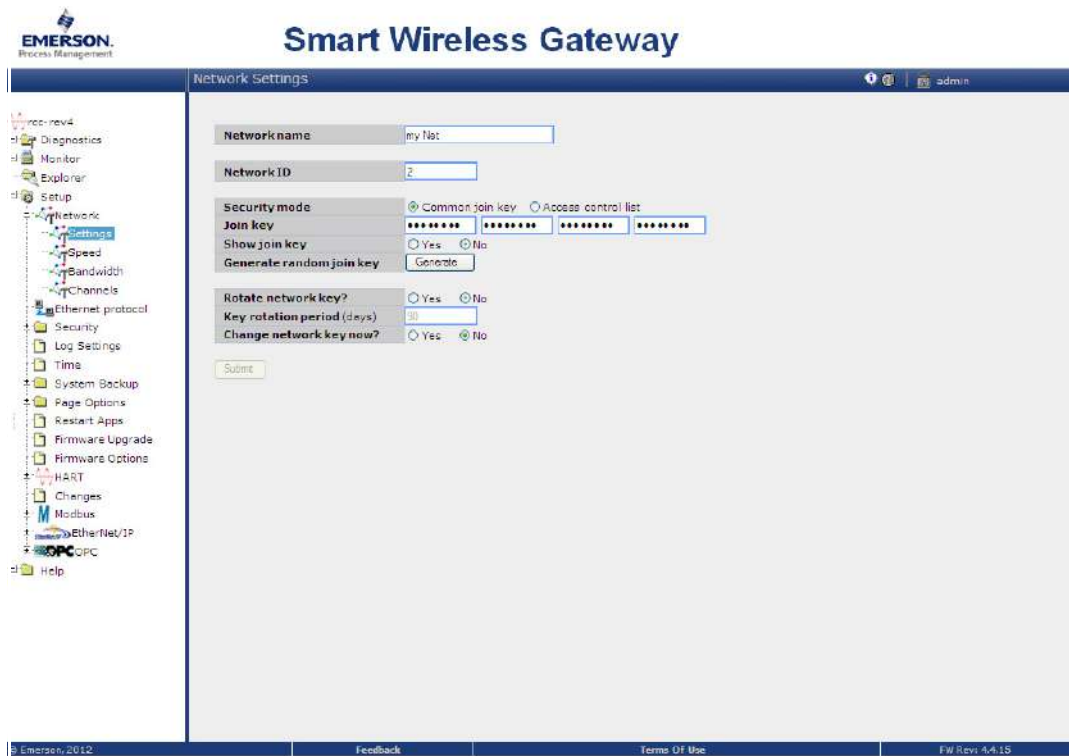 EMERSON.
Process Management
Smart Wireless Gateway
Network Settings
admin
rcc-rev4
Diagnostics
Monitor
Explorer
Setup
Network
Settings
Speed
Bandwidth
Channels
Ethernet protocol
Security
Log Settings
Time
System Backup
Page Options
Restart Apps
Firmware Upgrade
Firmware Options
HART
Changes
Modbus
EtherNet/IP
OPC OPC
Help
Network name my Net
Network ID 2
Security mode Common join key Access control list
Join key •••••••• •••••••• •••••••• ••••••••
Show join key Yes No
Generate random join key Generate
Rotate network key? Yes No
Key rotation period (days) 90
Change network key now? Yes No
Submit
© Emerson, 2012 Feedback Terms Of Use FW Rev: 4.4.15